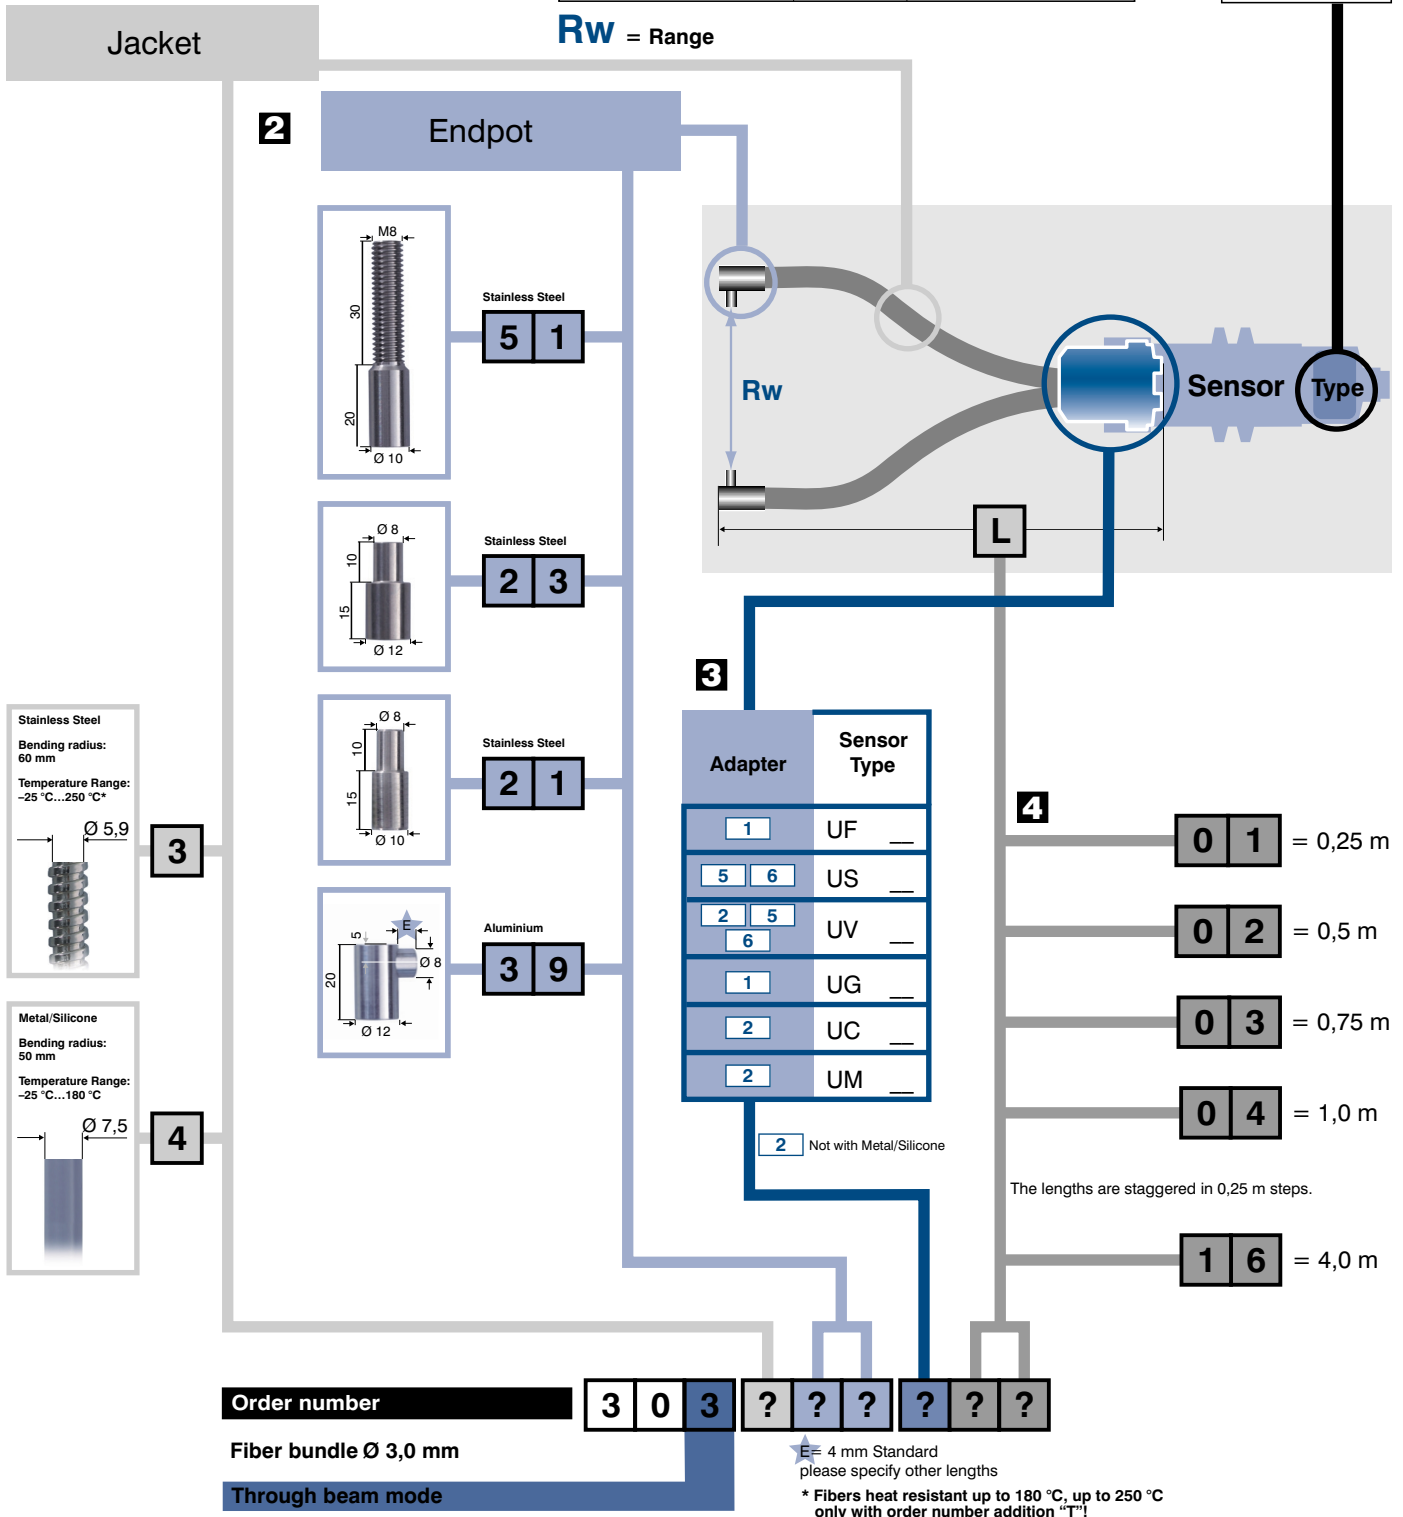 Jacket
Rw = Range
2
Endpot
M8
30
20
Ø 10
Stainless Steel
5 1
Rw
Sensor
Type
L
Ø 8
10
15
Ø 12
Stainless Steel
2 3
Ø 8
10
15
Ø 10
Stainless Steel
2 1
E
5
20
Ø 8
Ø 12
Aluminium
3 9
Stainless Steel
Bending radius:
60 mm
Temperature Range:
–25 °C...250 °C*
Ø 5,9
3
Metal/Silicone
Bending radius:
50 mm
Temperature Range:
–25 °C...180 °C
Ø 7,5
4
3
Adapter
Sensor
Type
1 UF __
5 6 US __
2 5 6 UV __
1 UG __
2 UC __
2 UM __
2 Not with Metal/Silicone
4
0 1 = 0,25 m
0 2 = 0,5 m
0 3 = 0,75 m
0 4 = 1,0 m
The lengths are staggered in 0,25 m steps.
1 6 = 4,0 m
Order number
3 0 3 ? ? ? ? ? ?
Fiber bundle Ø 3,0 mm
Through beam mode
E= 4 mm Standard
please specify other lengths
* Fibers heat resistant up to 180 °C, up to 250 °C
only with order number addition “T”!